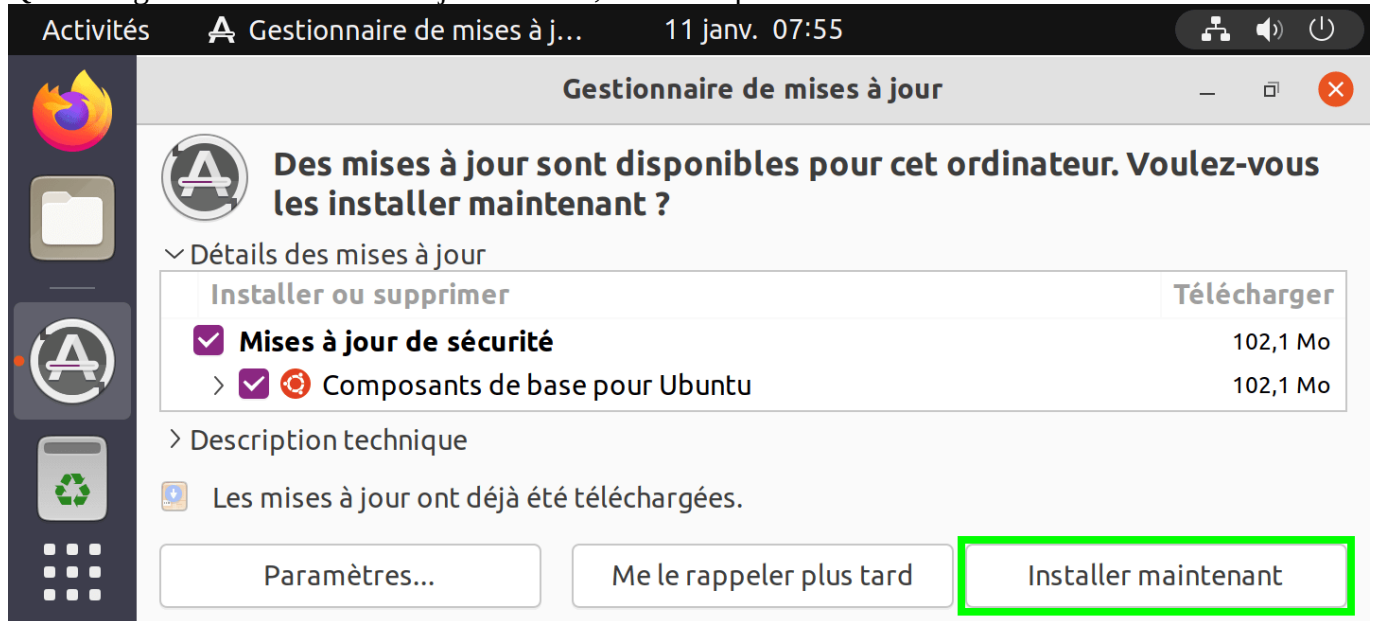 Activités Gestionnaire de mises à j... 11 janv. 07:55
Gestionnaire de mises à jour
Des mises à jour sont disponibles pour cet ordinateur. Voulez-vous
les installer maintenant ?
Détails des mises à jour
Installer ou supprimer Télécharger
Mises à jour de sécurité 102,1 Mo
Composants de base pour Ubuntu 102,1 Mo
Description technique
Les mises à jour ont déjà été téléchargées.
Paramètres... Me le rappeler plus tard Installer maintenant